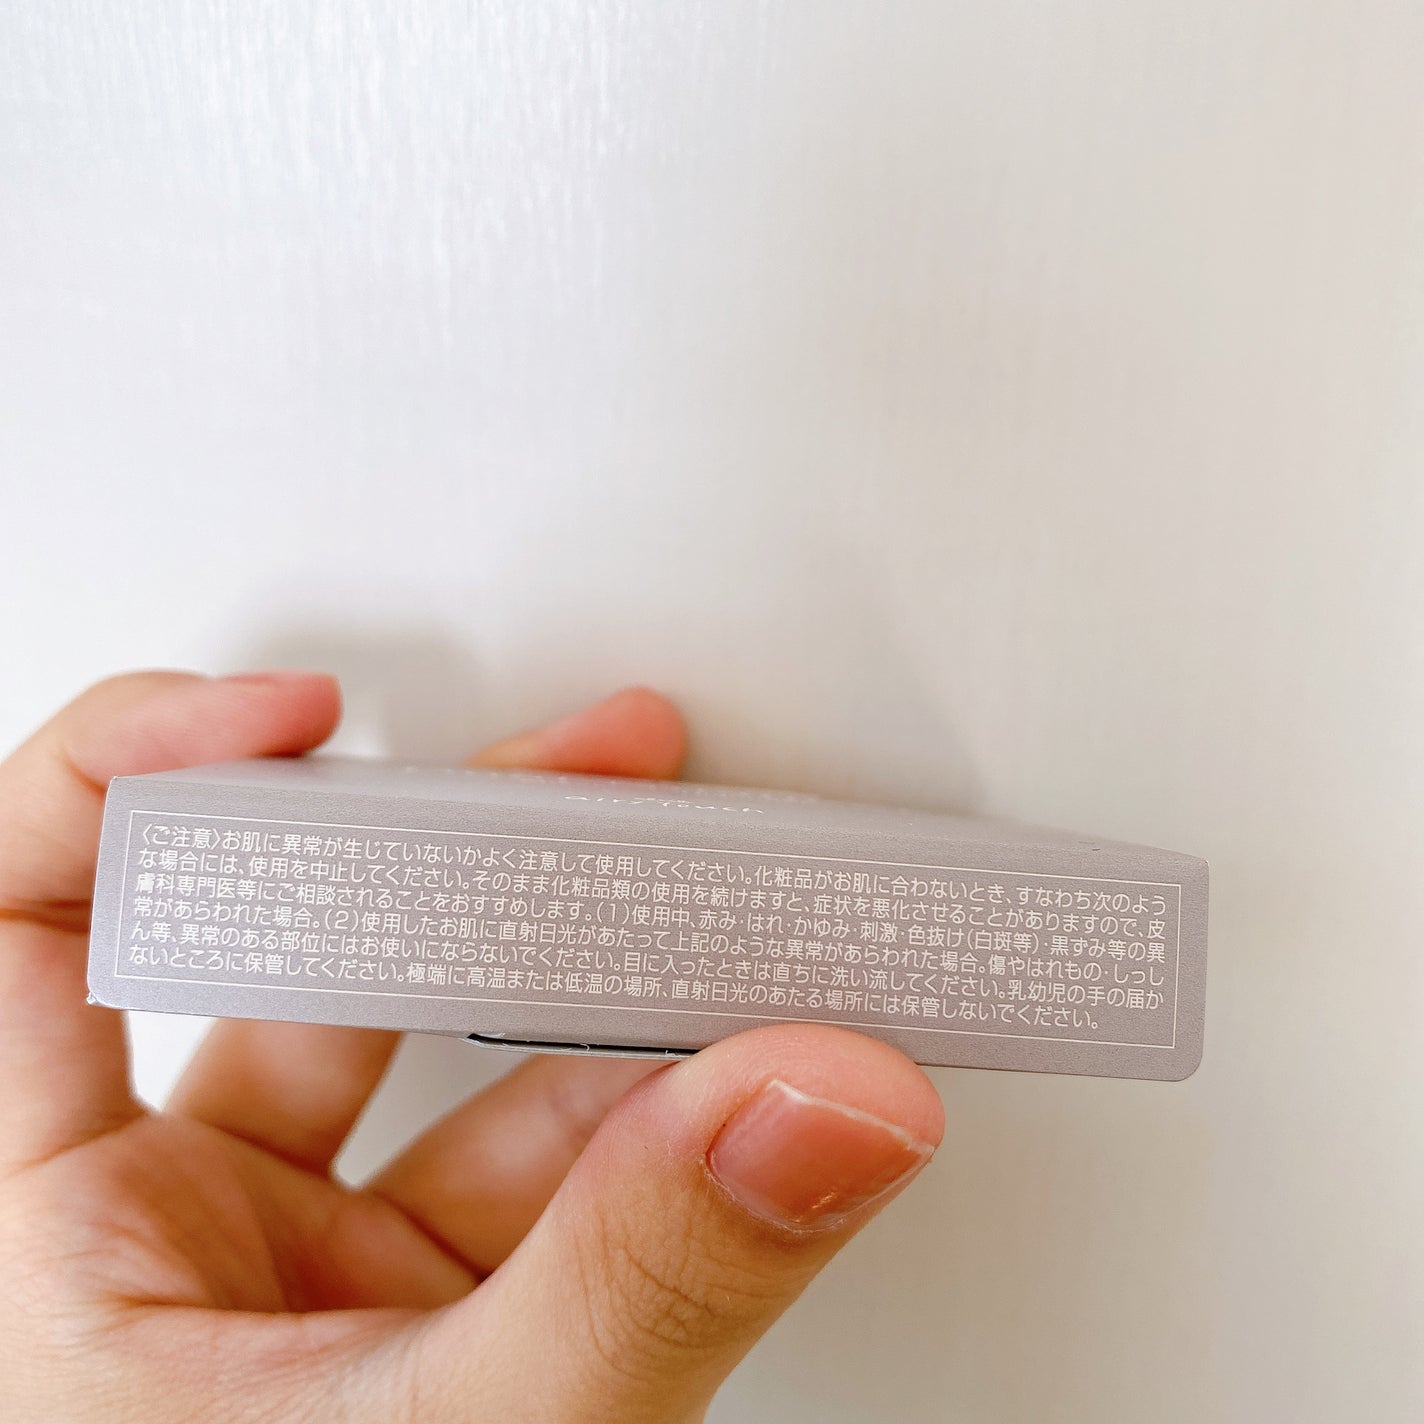 airy touch
〈ご注意〉お肌に異常が生じていないかよく注意して使用してください。化粧品がお肌に合わないとき、すなわち次のよう
な場合には、使用を中止してください。そのまま化粧品類の使用を続けますと、症状を悪化させることがありますので、皮
膚科専門医等にご相談されることをおすすめします。(1)使用中、赤み・はれ・かゆみ・刺激・色抜け(白斑等)・黒ずみ等の異
常があらわれた場合。(2)使用したお肌に直射日光があたって上記のような異常があらわれた場合。傷やはれもの・しっし
ん等、異常のある部位にはお使いにならないでください。目に入ったときは直ちに洗い流してください。乳幼児の手の届か
ないところに保管してください。極端に高温または低温の場所、直射日光のあたる場所には保管しないでください。